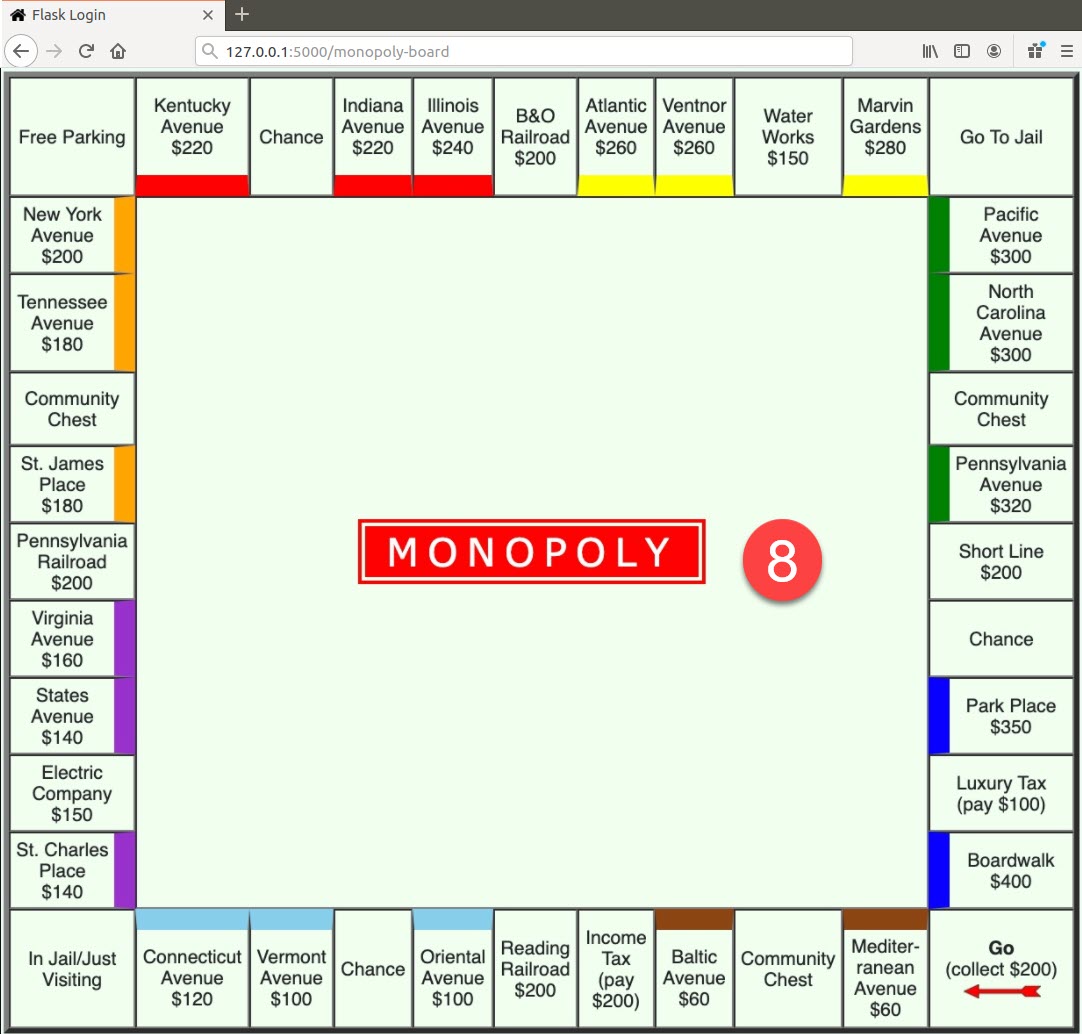 Flask Login
127.0.0.1:5000/monopoly-board
Free Parking
Kentucky
Avenue
$220
Chance
Indiana
Avenue
$220
Illinois
Avenue
$240
B&O
Railroad
$200
Atlantic
Avenue
$260
Ventnor
Avenue
$260
Water
Works
$150
Marvin
Gardens
$280
Go To Jail
New York
Avenue
$200
Pacific
Avenue
$300
Tennessee
Avenue
$180
North
Carolina
Avenue
$300
Community
Chest
Community
Chest
St. James
Place
$180
Pennsylvania
Avenue
$320
Pennsylvania
Railroad
$200
MONOPOLY
8
Short Line
$200
Virginia
Avenue
$160
Chance
States
Avenue
$140
Park Place
$350
Electric
Company
$150
Luxury Tax
(pay $100)
St. Charles
Place
$140
Boardwalk
$400
In Jail/Just
Visiting
Connecticut
Avenue
$120
Vermont
Avenue
$100
Chance
Oriental
Avenue
$100
Reading
Railroad
$200
Income
Tax
(pay
$200)
Baltic
Avenue
$60
Community
Chest
Mediter-
ranean
Avenue
$60
Go
(collect $200)